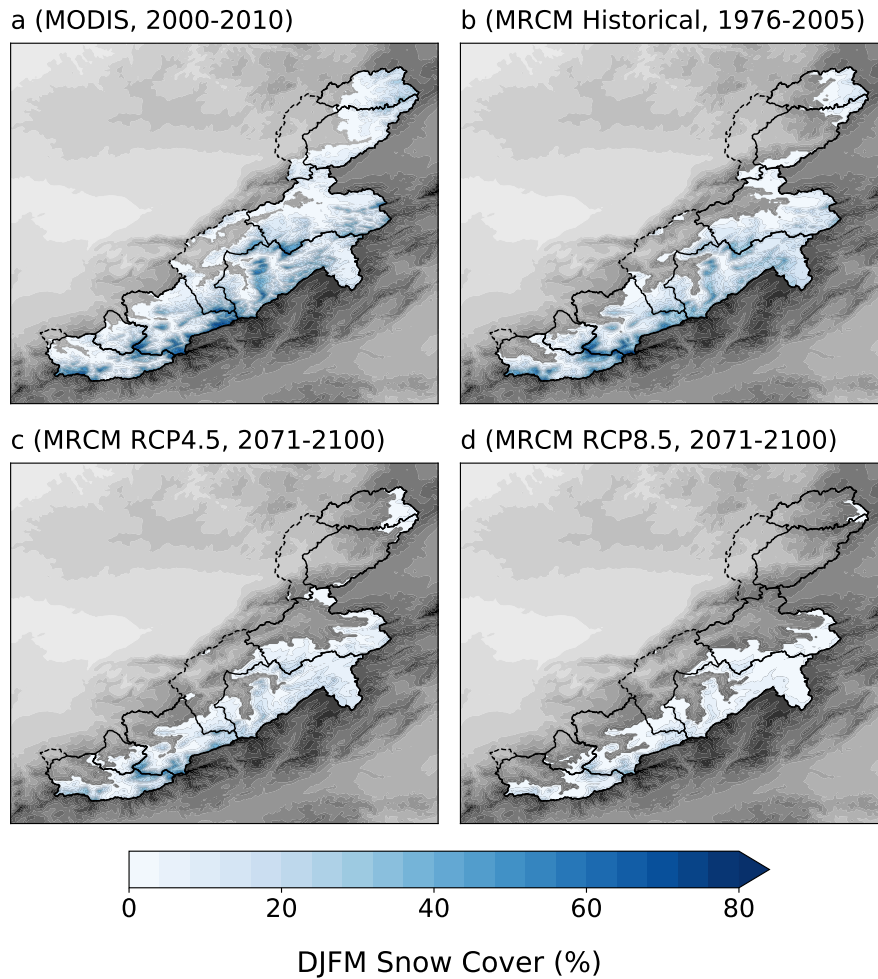 a (MODIS, 2000-2010)
b (MRCM Historical, 1976-2005)
c (MRCM RCP4.5, 2071-2100)
d (MRCM RCP8.5, 2071-2100)
0 20 40 60 80
DJFM Snow Cover (%)